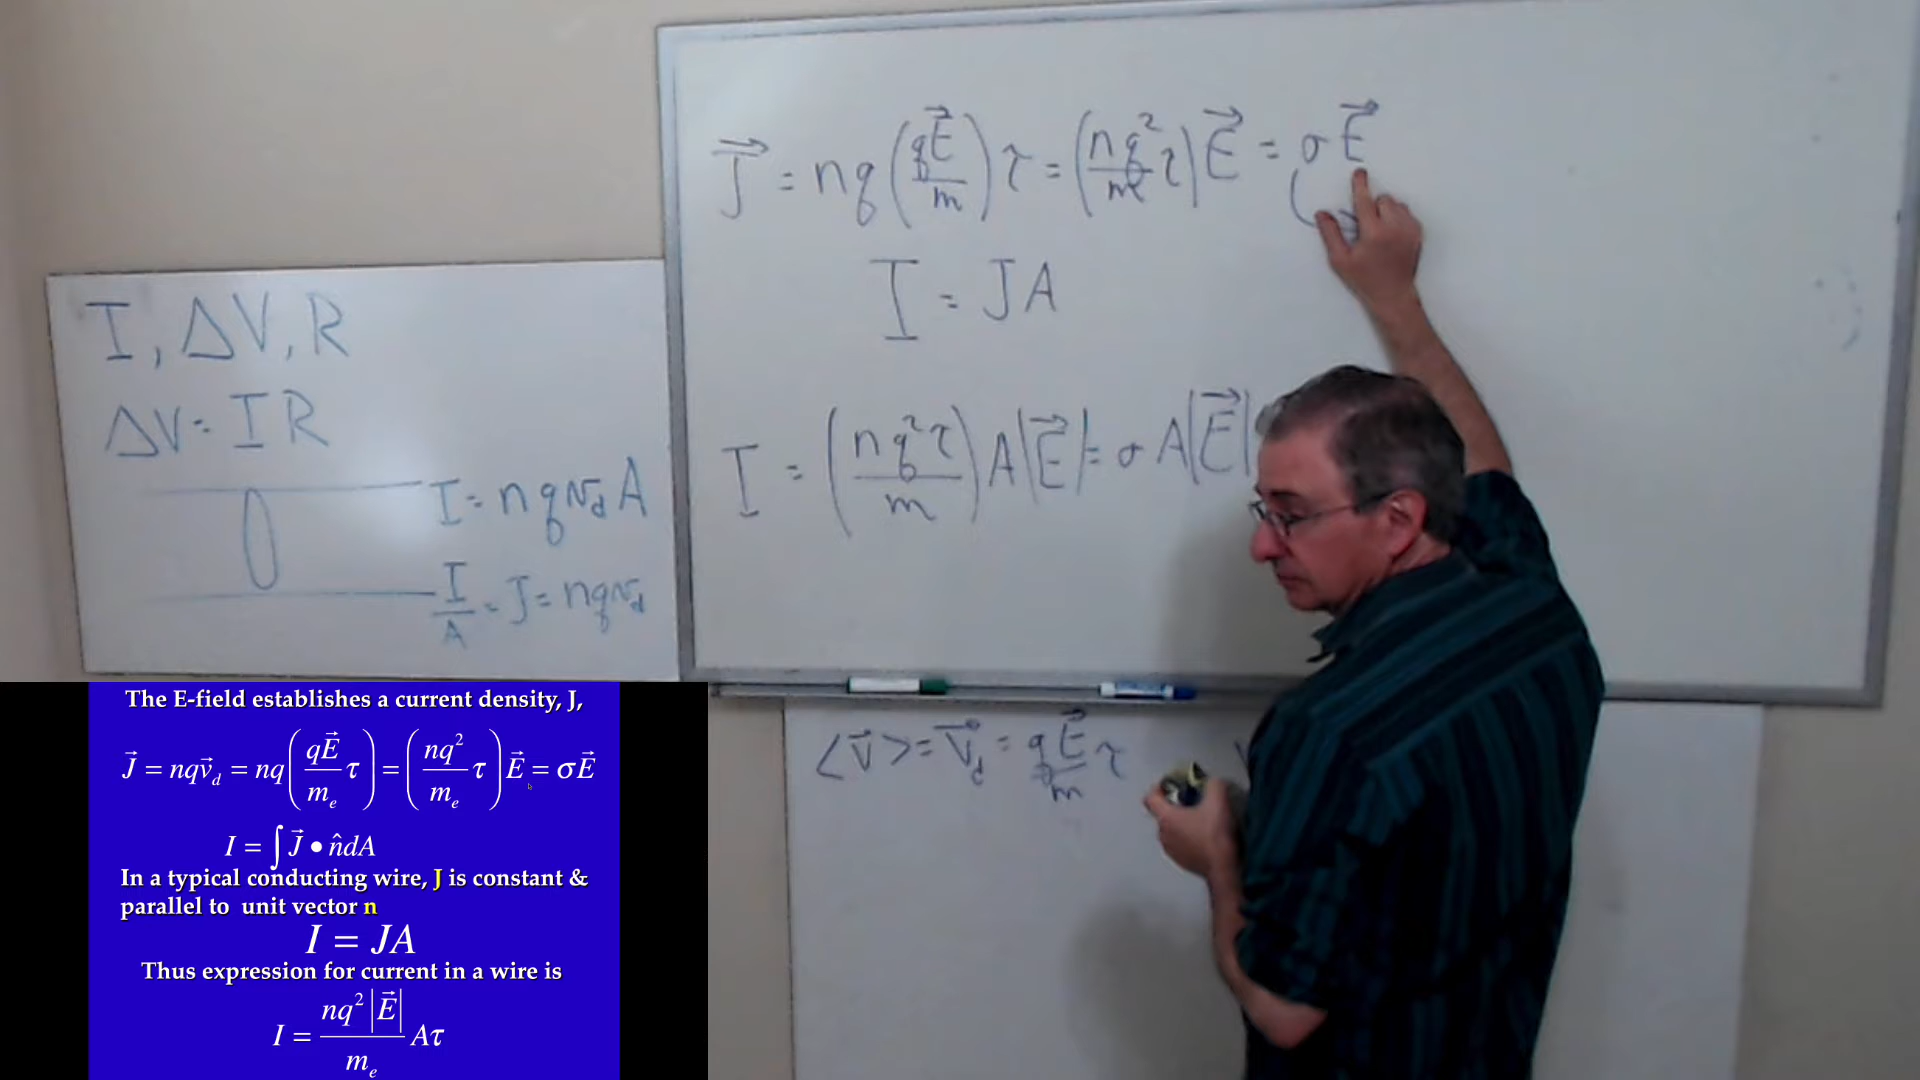 J⃗ = nq(qE⃗/m)τ = (nq²/m τ)E⃗ = σE⃗
I = JA
I = (nq²τ/m)A|E⃗| = σA|E⃗|
I, ΔV, R
ΔV = IR
I = nqv_d A
I/A = J = nqv_d
<v⃗> = v⃗_d = qE⃗/m τ
The E-field establishes a current density, J,
J⃗ = nqv⃗_d = nq(qE⃗/m_e τ) = (nq²/m_e τ)E⃗ = σE⃗
I = ∫J⃗ • n̂dA
In a typical conducting wire, J is constant &
parallel to unit vector n
I = JA
Thus expression for current in a wire is
I = nq²|E⃗|/m_e Aτ